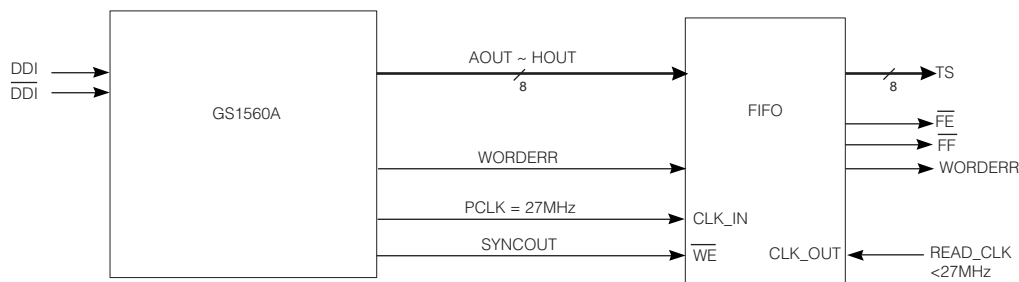 DDI
DDI
GS1560A
AOUT ~ HOUT
8
WORDERR
PCLK = 27MHz
SYNCOUT
FIFO
CLK_IN
WE
CLK_OUT
8
TS
FE
FF
WORDERR
READ_CLK
<27MHz